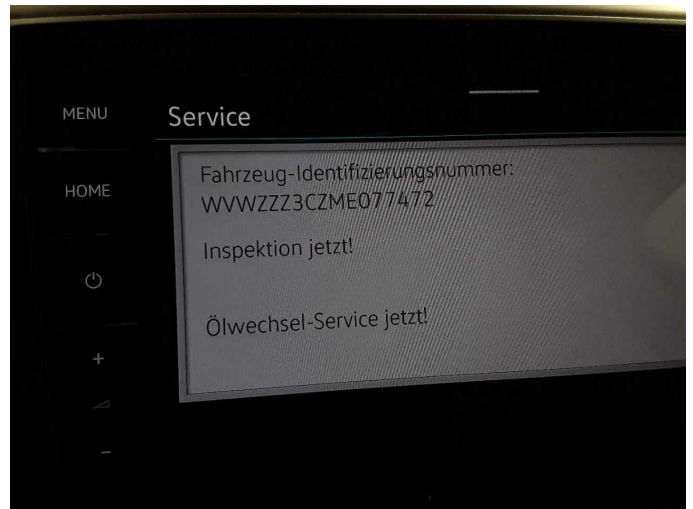 MENU
Service
HOME
Fahrzeug-Identifizierungsnummer:
WVWZZZ3CZME077472
Inspektion jetzt!
Ölwechsel-Service jetzt!
+
-